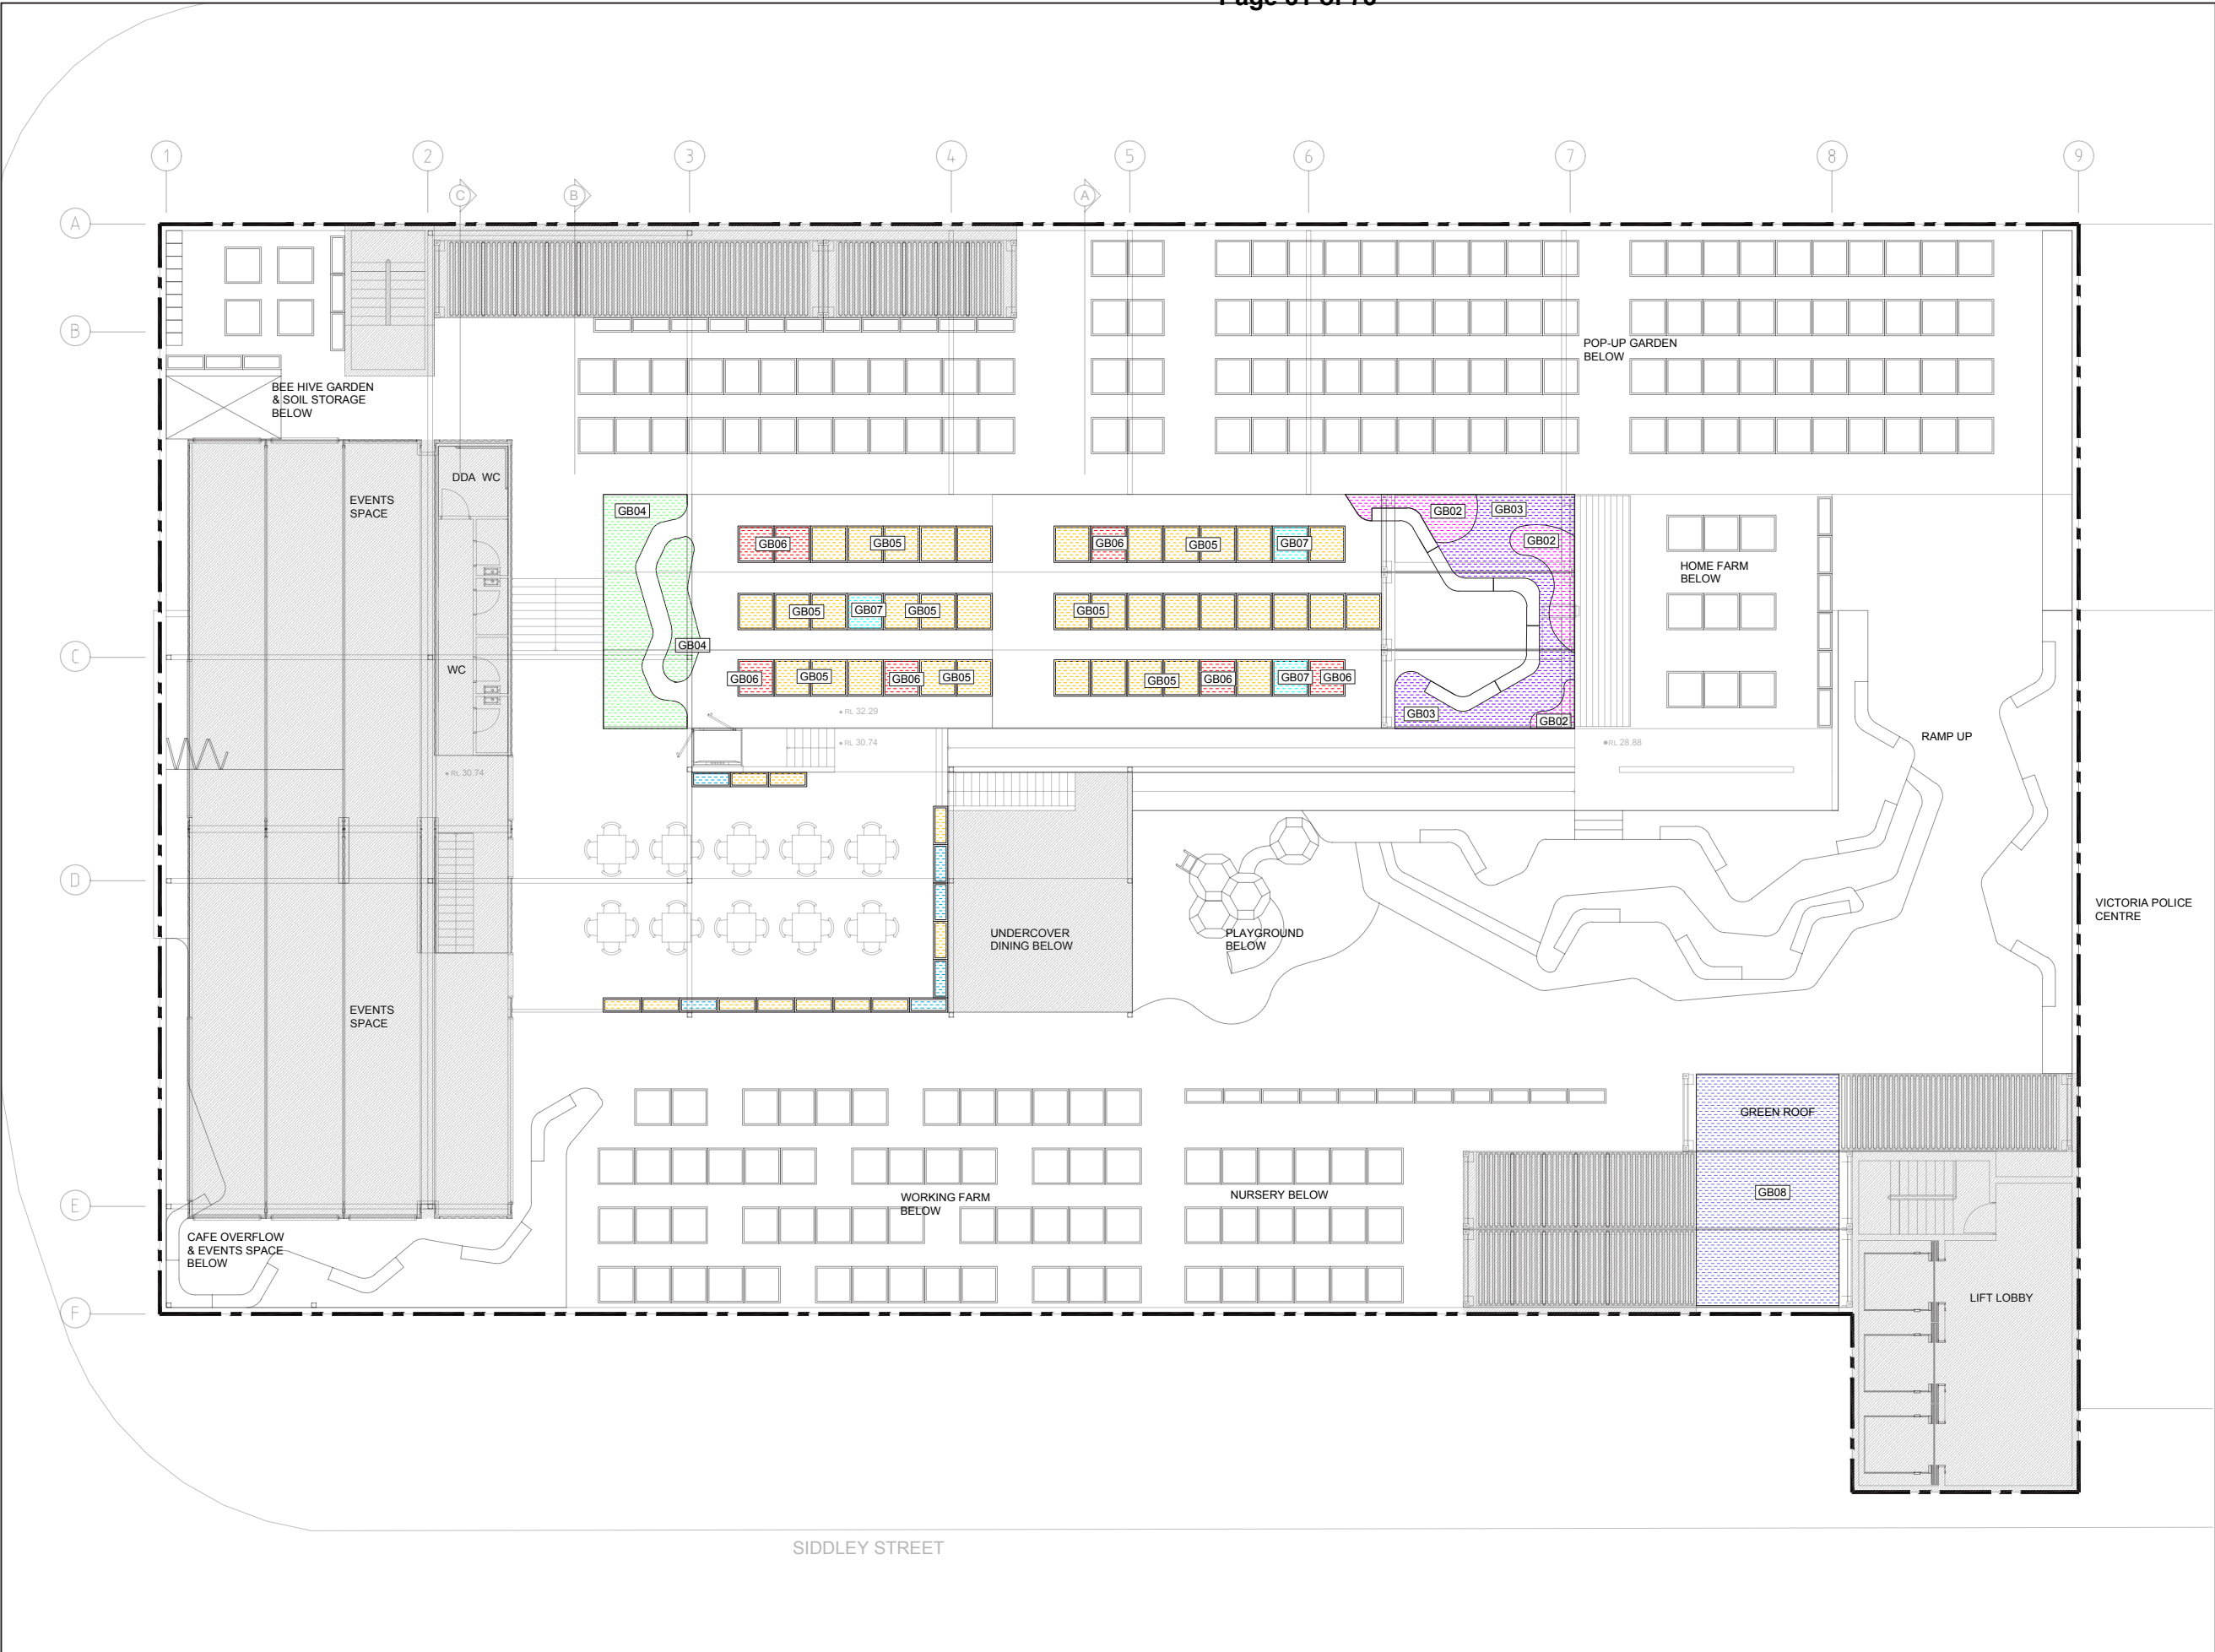 Page 61 of 76
1 2 3 4 5 6 7 8 9
C B A
A
B
POP-UP GARDEN
BELOW
BEE HIVE GARDEN
& SOIL STORAGE
BELOW
DDA WC
EVENTS
SPACE
GB04 GB02 GB03
GB06 GB05 GB06 GB05 GB07 GB02
HOME FARM
BELOW
GB05 GB07 GB05 GB05
C
GB04
WC
GB06 GB05 GB06 GB05 GB05 GB06 GB07 GB06
RL 32.29
GB03 GB02
RL 30.74
RL 28.88
RAMP UP
RL 30.74
D
VICTORIA POLICE
CENTRE
UNDERCOVER
DINING BELOW
PLAYGROUND
BELOW
EVENTS
SPACE
GREEN ROOF
E
WORKING FARM
BELOW
NURSERY BELOW
GB08
CAFE OVERFLOW
& EVENTS SPACE
BELOW
LIFT LOBBY
F
SIDDLEY STREET